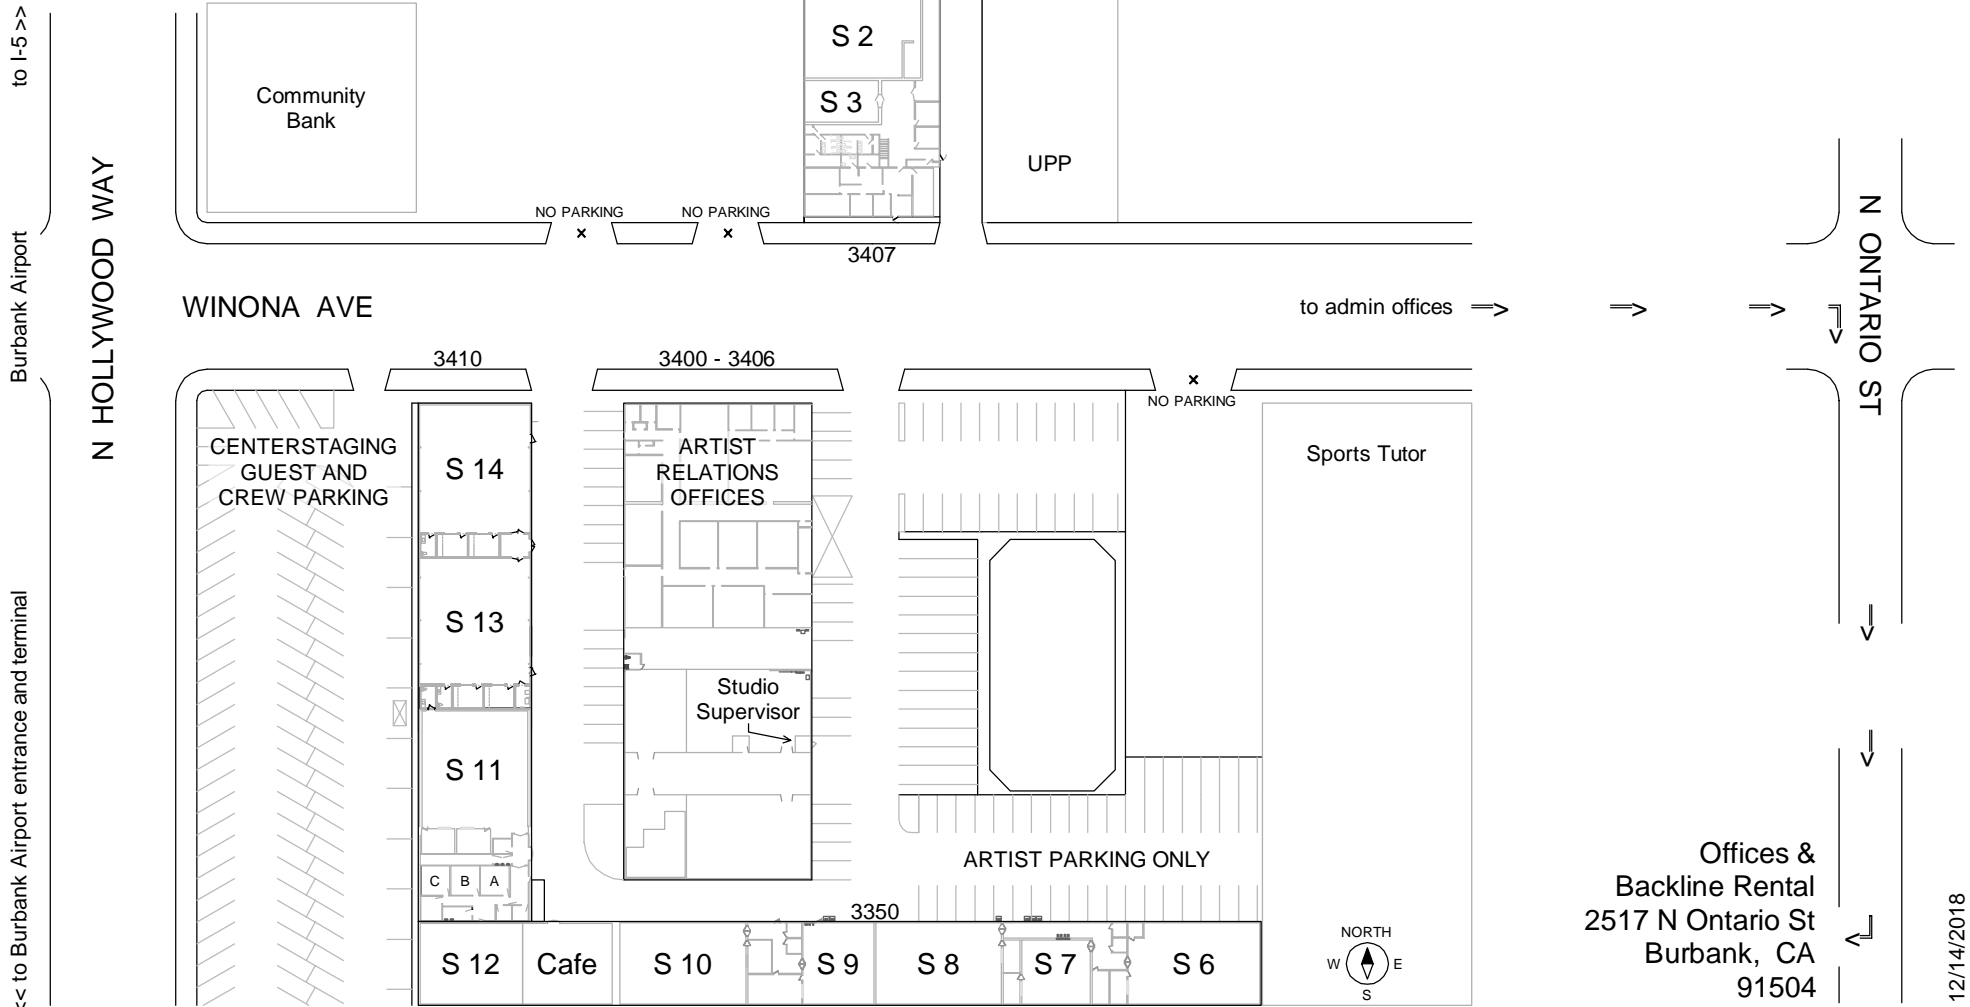 to I-5 >>
Burbank Airport
<< to Burbank Airport entrance and terminal
N HOLLYWOOD WAY
Community
Bank
S 2
S 3
UPP
NO PARKING
NO PARKING
3407
WINONA AVE
to admin offices
N ONTARIO ST
3410
3400 - 3406
NO PARKING
CENTERSTAGING
GUEST AND
CREW PARKING
S 14
ARTIST
RELATIONS
OFFICES
Sports Tutor
S 13
Studio
Supervisor
S 11
C
B
A
ARTIST PARKING ONLY
3350
S 12
Cafe
S 10
S 9
S 8
S 7
S 6
NORTH
W
E
S
Offices &
Backline Rental
2517 N Ontario St
Burbank, CA
91504
12/14/2018